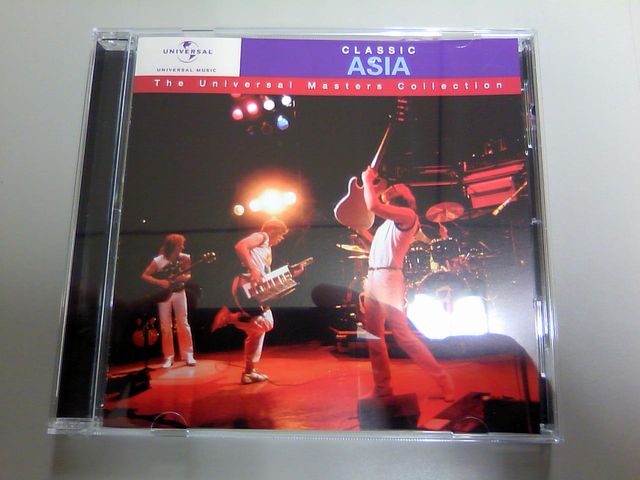 UNIVERSAL
UNIVERSAL MUSIC
CLASSIC
ASIA
The Universal Masters Collection